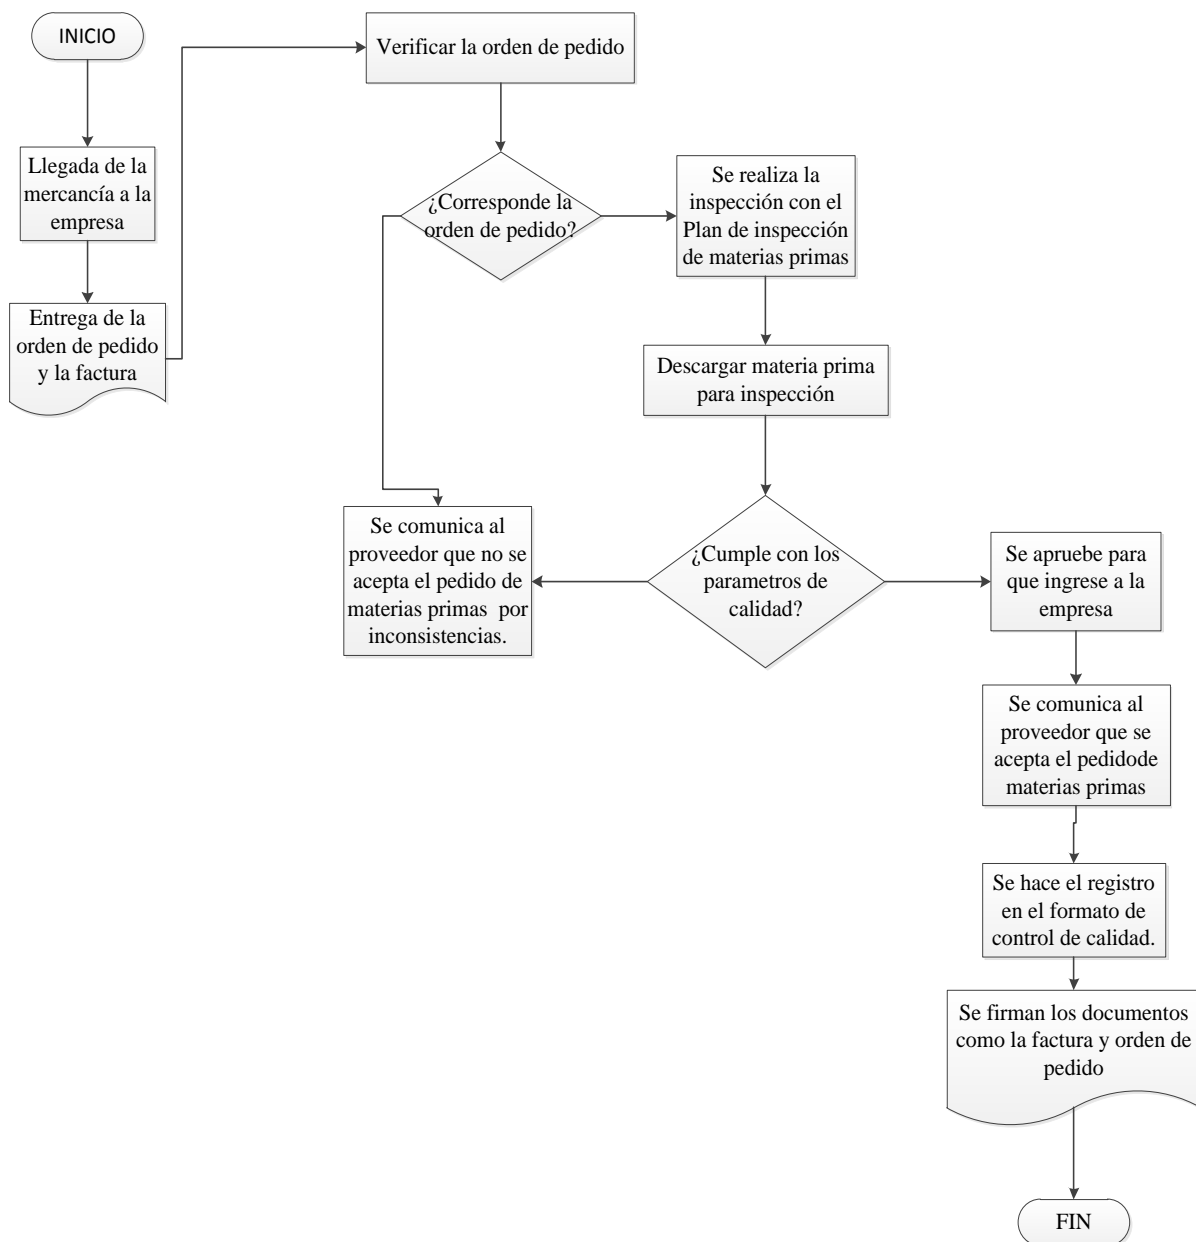 INICIO
Llegada de la
mercancía a la
empresa
Entrega de la
orden de pedido
y la factura
Verificar la orden de pedido
¿Corresponde la
orden de pedido?
Se realiza la
inspección con el
Plan de inspección
de materias primas
Descargar materia prima
para inspección
¿Cumple con los
parametros de
calidad?
Se comunica al
proveedor que no se
acepta el pedido de
materias primas  por
inconsistencias.
Se apruebe para
que ingrese a la
empresa
Se comunica al
proveedor que se
acepta el pedidode
materias primas
Se hace el registro
en el formato de
control de calidad.
Se firman los documentos
como la factura y orden de
pedido
FIN